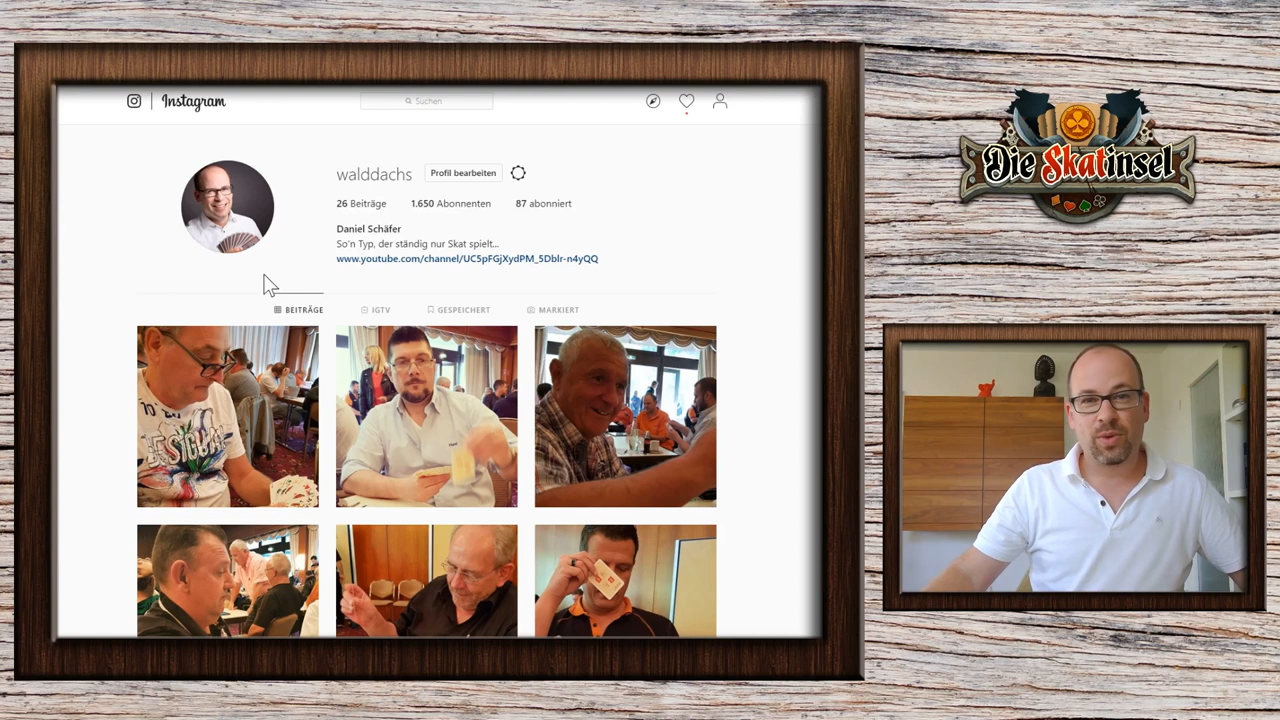 Instagram
Suchen
walddachs
Profil bearbeiten
26 Beiträge 1.650 Abonnenten 87 abonniert
Daniel Schäfer
So'n Typ, der ständig nur Skat spielt...
www.youtube.com/channel/UC5pFGjXydPM_5Dblr-n4yQQ
BEITRÄGE IGTV GESPEICHERT MARKIERT
Die Skatinsel